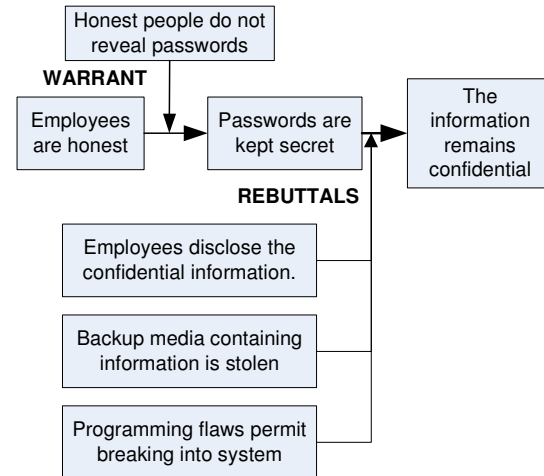 Honest people do not
reveal passwords
WARRANT
Employees
are honest
Passwords are
kept secret
The
information
remains
confidential
REBUTTALS
Employees disclose the
confidential information.
Backup media containing
information is stolen
Programming flaws permit
breaking into system